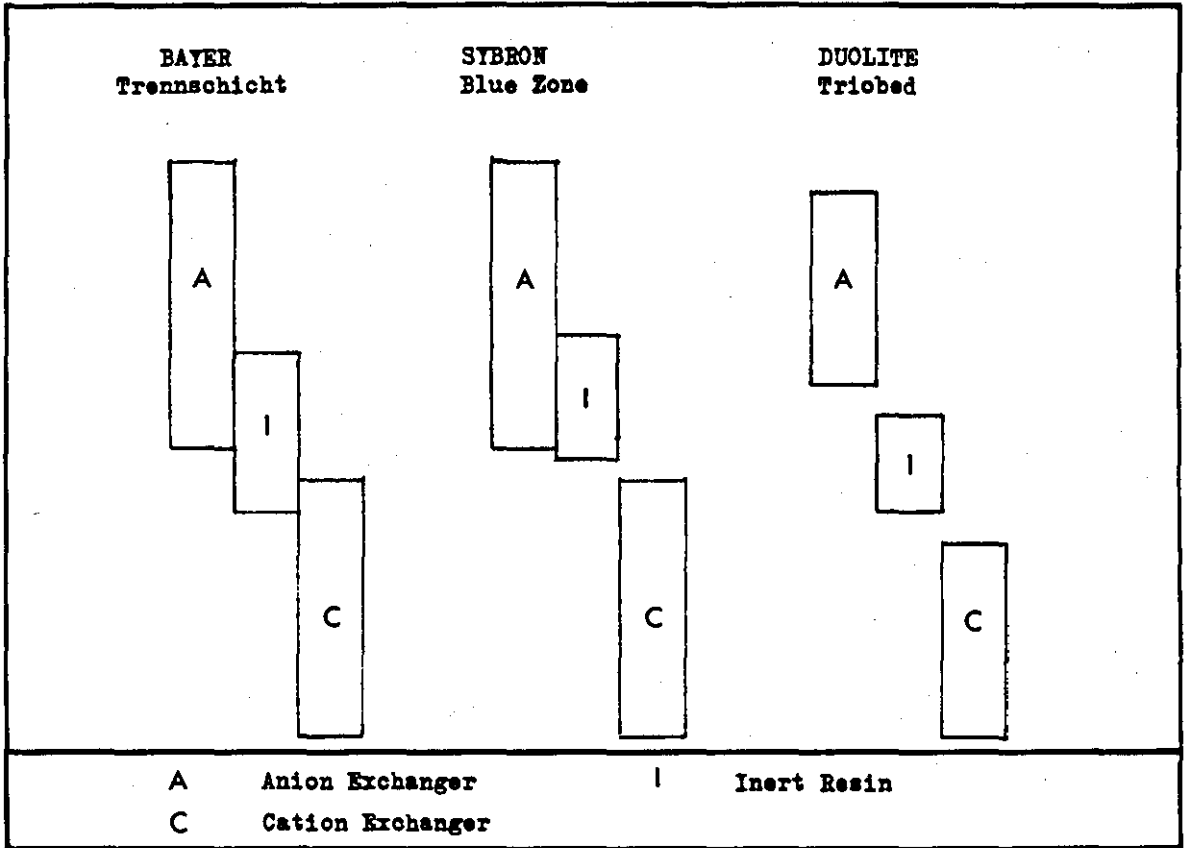 BAYER
Trennschicht
SYBRON
Blue Zone
DUOLITE
Triobed
A
I
C
A
I
C
A
I
C
A Anion Exchanger
I Inert Resin
C Cation Exchanger